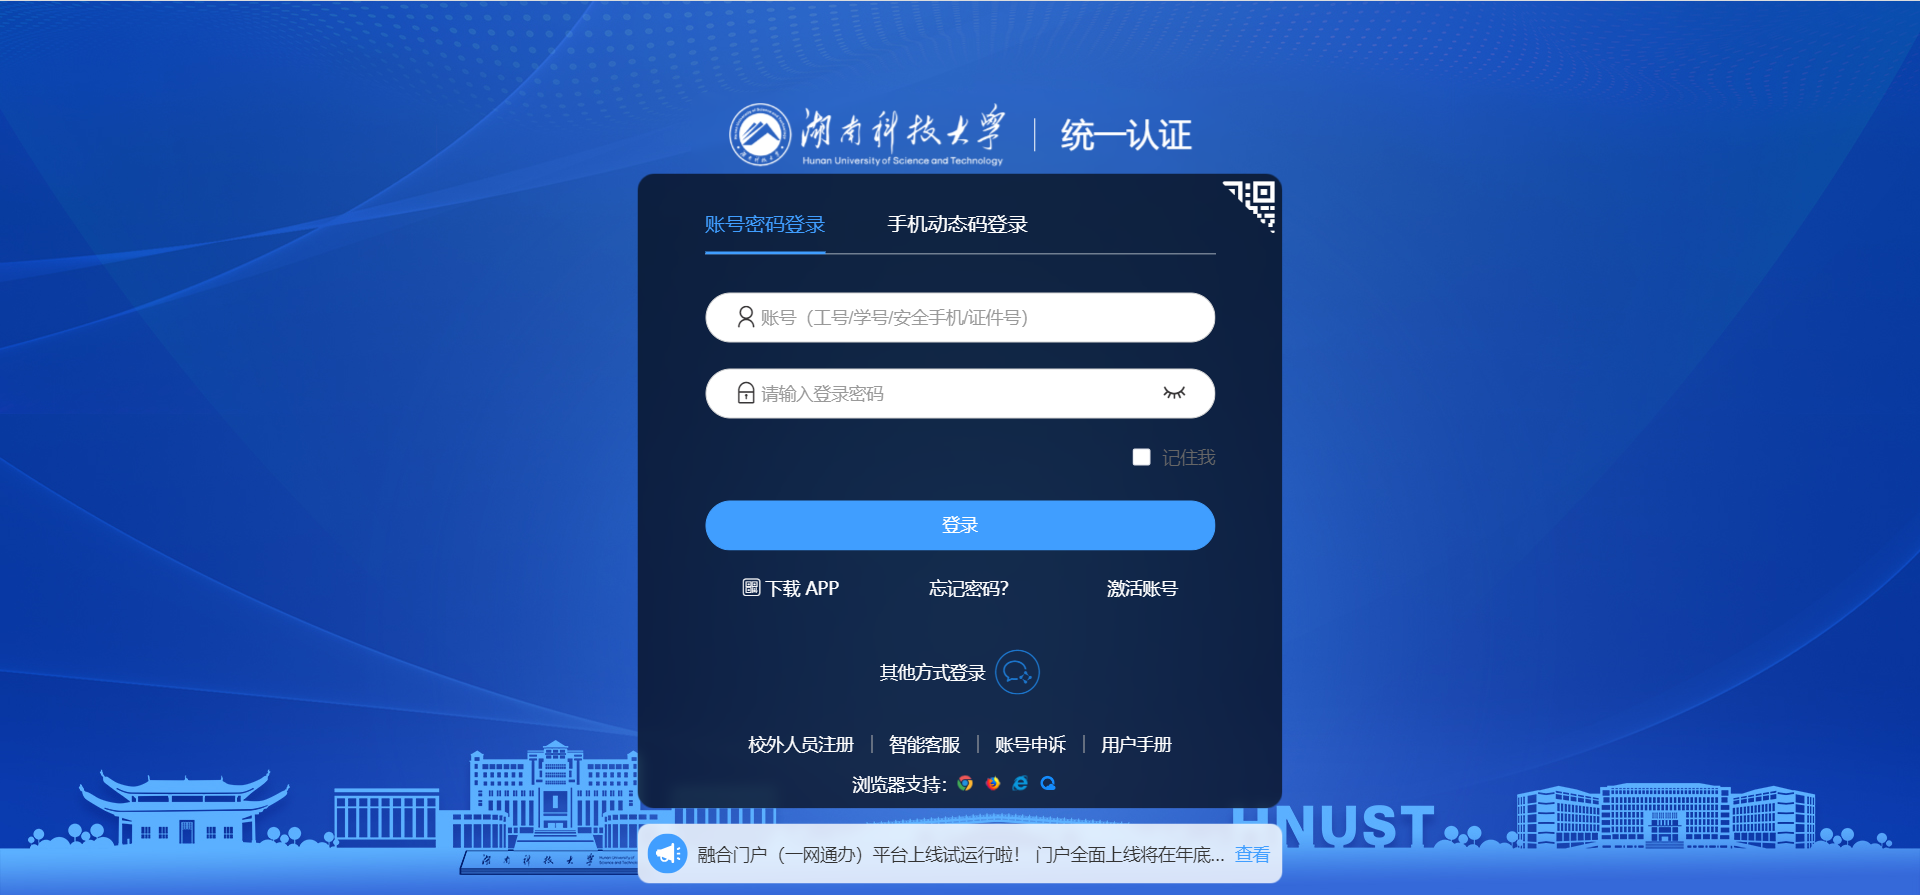 湖南科技大学
Hunan University of Science and Technology
统一认证
账号密码登录
手机动态码登录
账号（工号/学号/安全手机/证件号）
请输入登录密码
记住我
登录
下载 APP
忘记密码?
激活账号
其他方式登录
校外人员注册
智能客服
账号申诉
用户手册
浏览器支持：
HNUST
湖南科技大学
融合门户（一网通办）平台上线试运行啦！ 门户全面上线将在年底...
查看